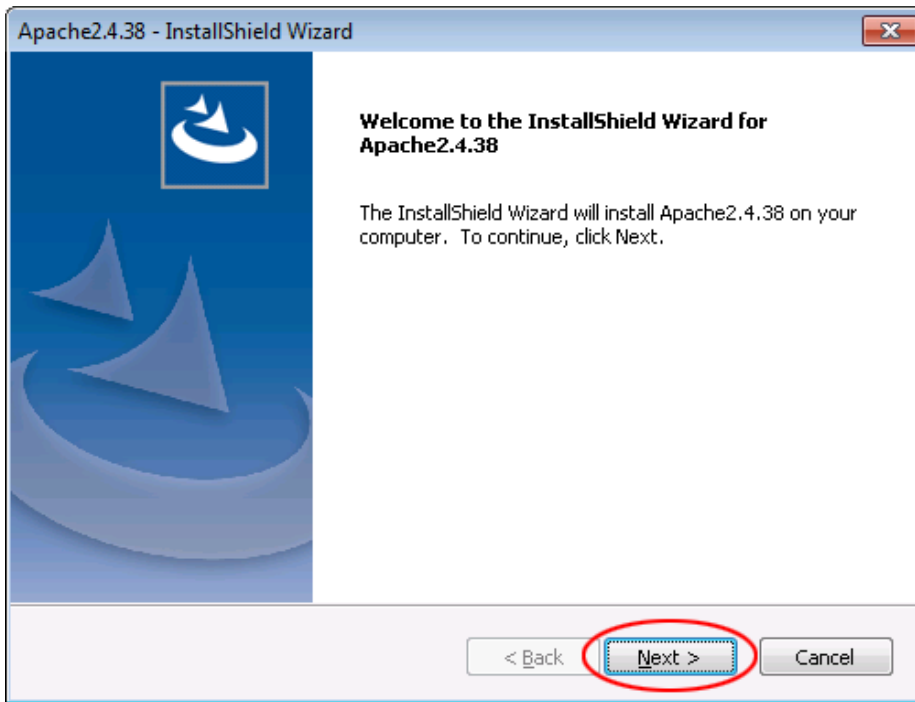 Apache2.4.38 - InstallShield Wizard
Welcome to the InstallShield Wizard for
Apache2.4.38
The InstallShield Wizard will install Apache2.4.38 on your
computer. To continue, click Next.
< Back
Next >
Cancel